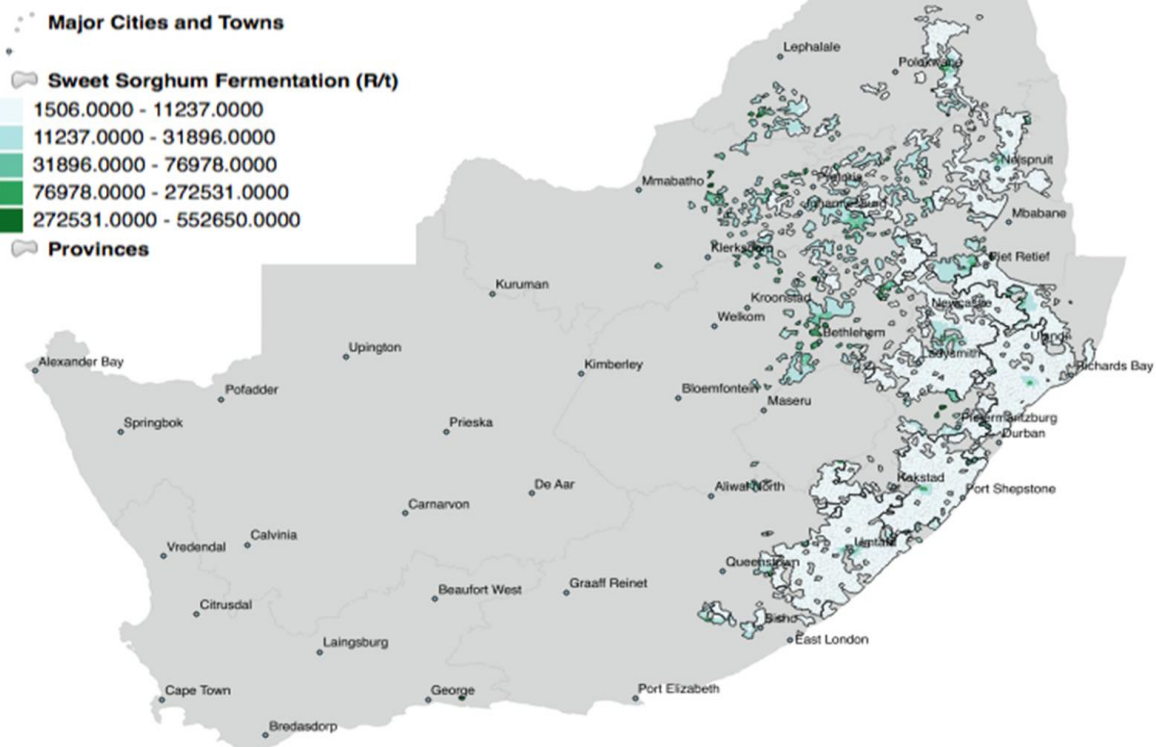 Major Cities and Towns
Sweet Sorghum Fermentation (R/t)
1506.0000 - 11237.0000
11237.0000 - 31896.0000
31896.0000 - 76978.0000
76978.0000 - 272531.0000
272531.0000 - 552650.0000
Provinces
Lephalale
Polokwane
Nelspruit
Mmabatho
Pretoria
Johannesburg
Mbabane
Klerksdorp
Piet Retief
Kuruman
Kroonstad
Newcastle
Welkom
Bethlehem
Ulundi
Upington
Ladysmith
Alexander Bay
Kimberley
Richards Bay
Pofadder
Bloemfontein
Maseru
Springbok
Prieska
Pietermaritzburg
Durban
Kokstad
Aliwal North
De Aar
Port Shepstone
Carnarvon
Calvinia
Umtata
Vredendal
Queenstown
Beaufort West
Graaff Reinet
Citrusdal
Bisho
East London
Laingsburg
Cape Town
George
Port Elizabeth
Bredasdorp